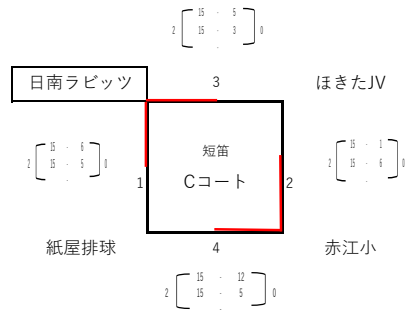 15 - 5
2 15 - 3 0
-
日南ラビッツ 3 ほきたJV
15 - 6
2 15 - 5 0
-
短笛
15 - 1
2 15 - 6 0
-
1 Cコート 2
紙屋排球 4 赤江小
15 - 12
2 15 - 5 0
-